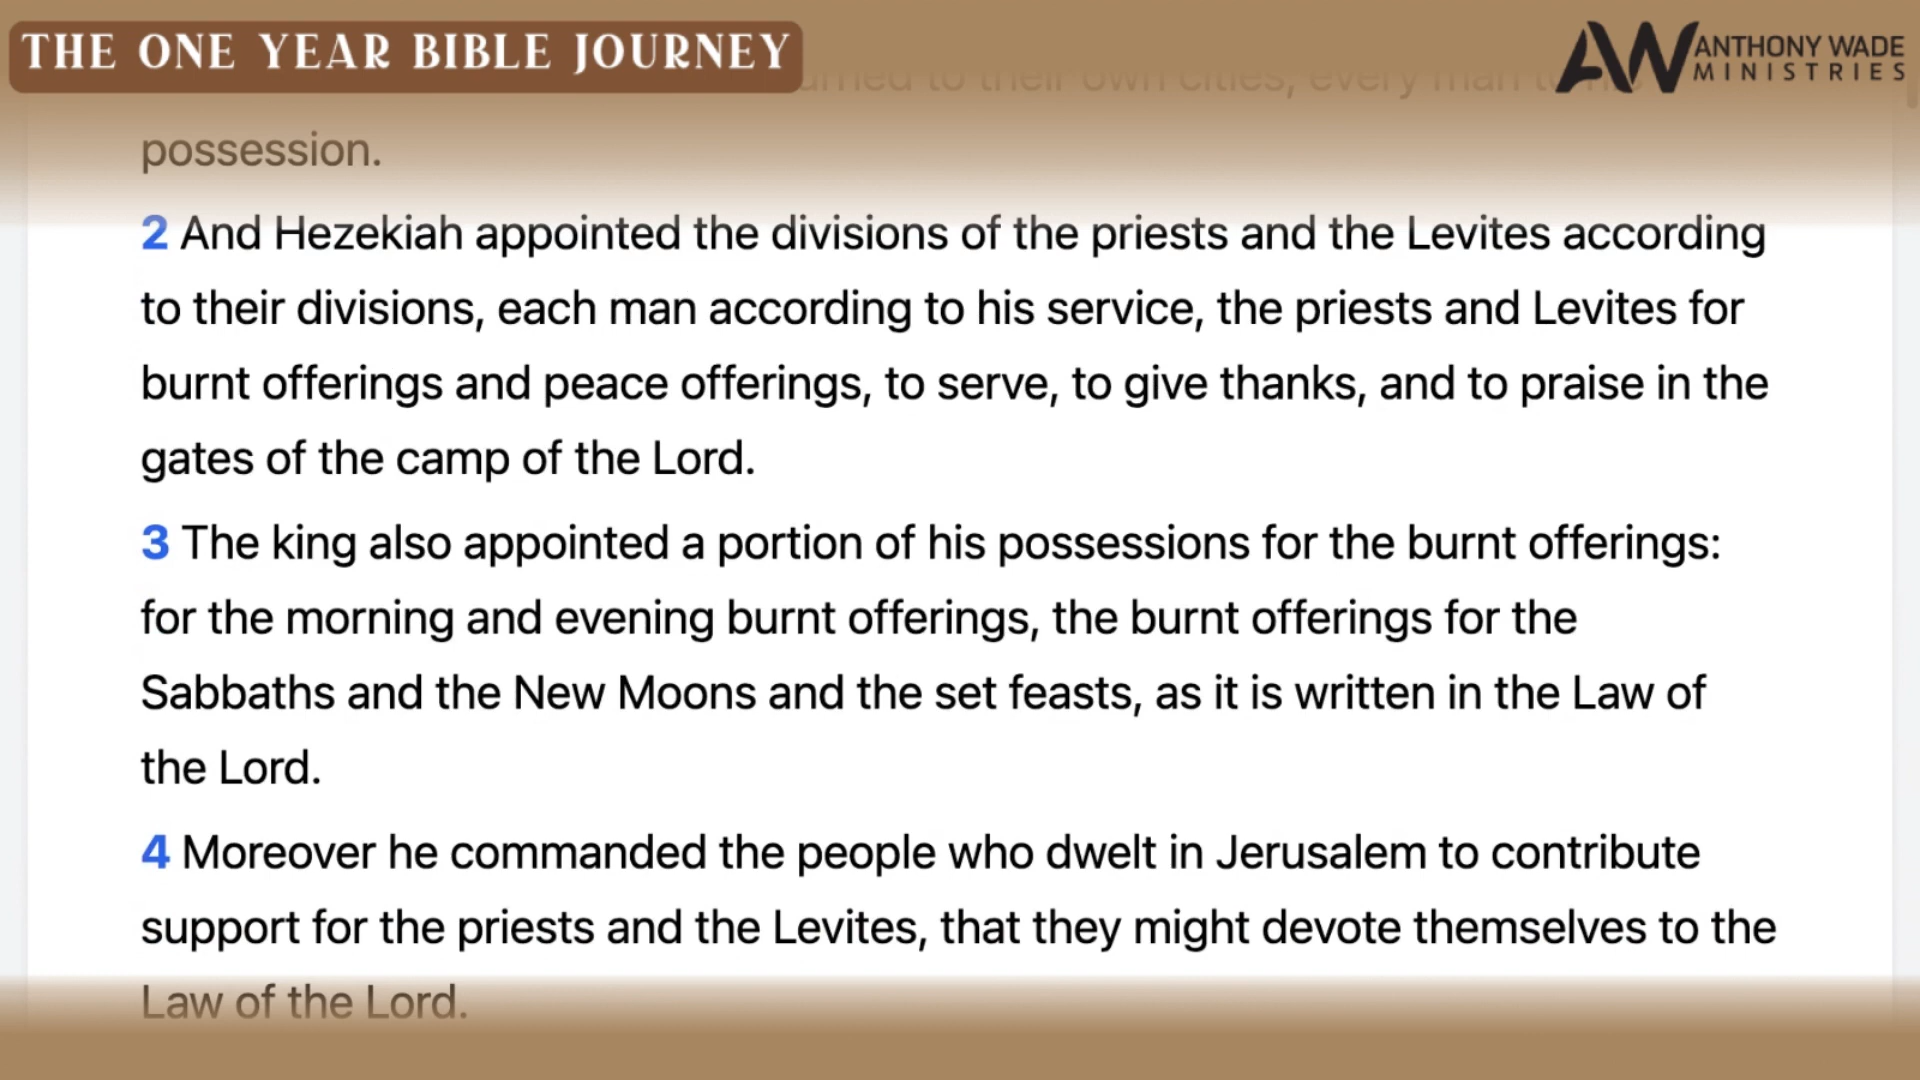 THE ONE YEAR BIBLE JOURNEY
ANTHONY WADE
MINISTRIES
to their own cities, every man
possession.
2 And Hezekiah appointed the divisions of the priests and the Levites according
to their divisions, each man according to his service, the priests and Levites for
burnt offerings and peace offerings, to serve, to give thanks, and to praise in the
gates of the camp of the Lord.
3 The king also appointed a portion of his possessions for the burnt offerings:
for the morning and evening burnt offerings, the burnt offerings for the
Sabbaths and the New Moons and the set feasts, as it is written in the Law of
the Lord.
4 Moreover he commanded the people who dwelt in Jerusalem to contribute
support for the priests and the Levites, that they might devote themselves to the
Law of the Lord.